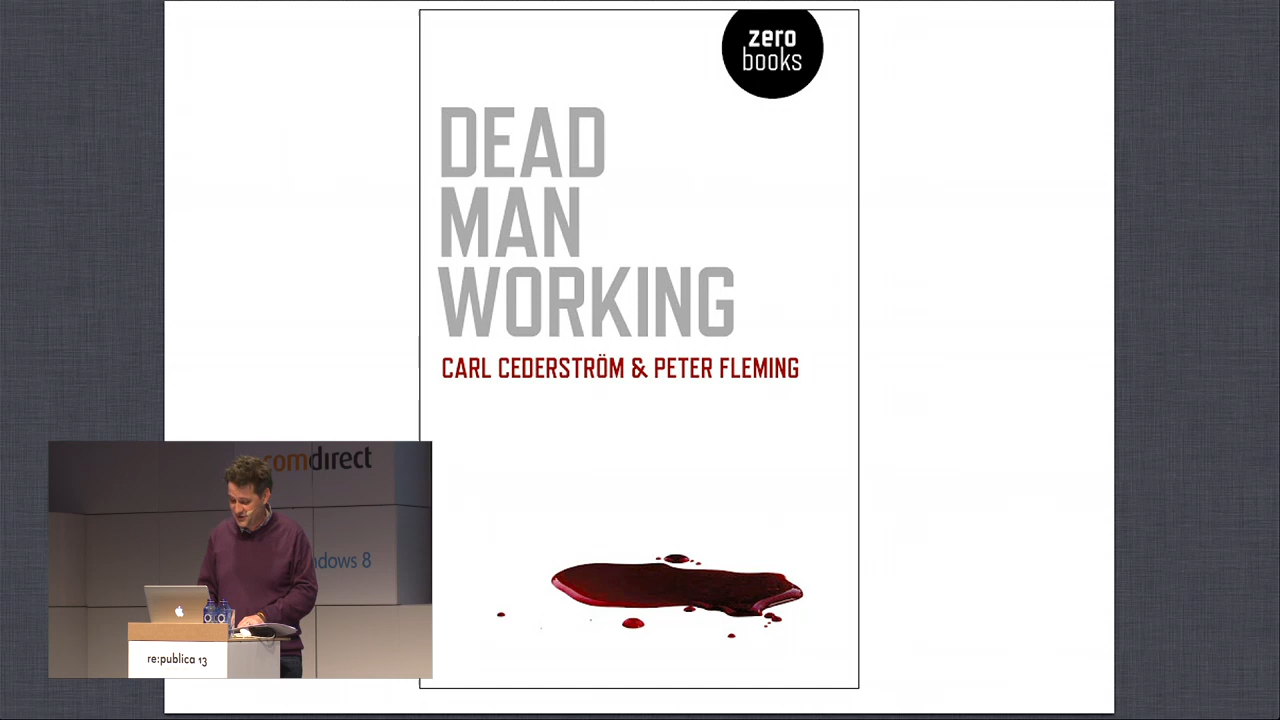 zero
books
DEAD
MAN
WORKING
CARL CEDERSTRÖM & PETER FLEMING
comdirect
ndows 8
re:publica 13